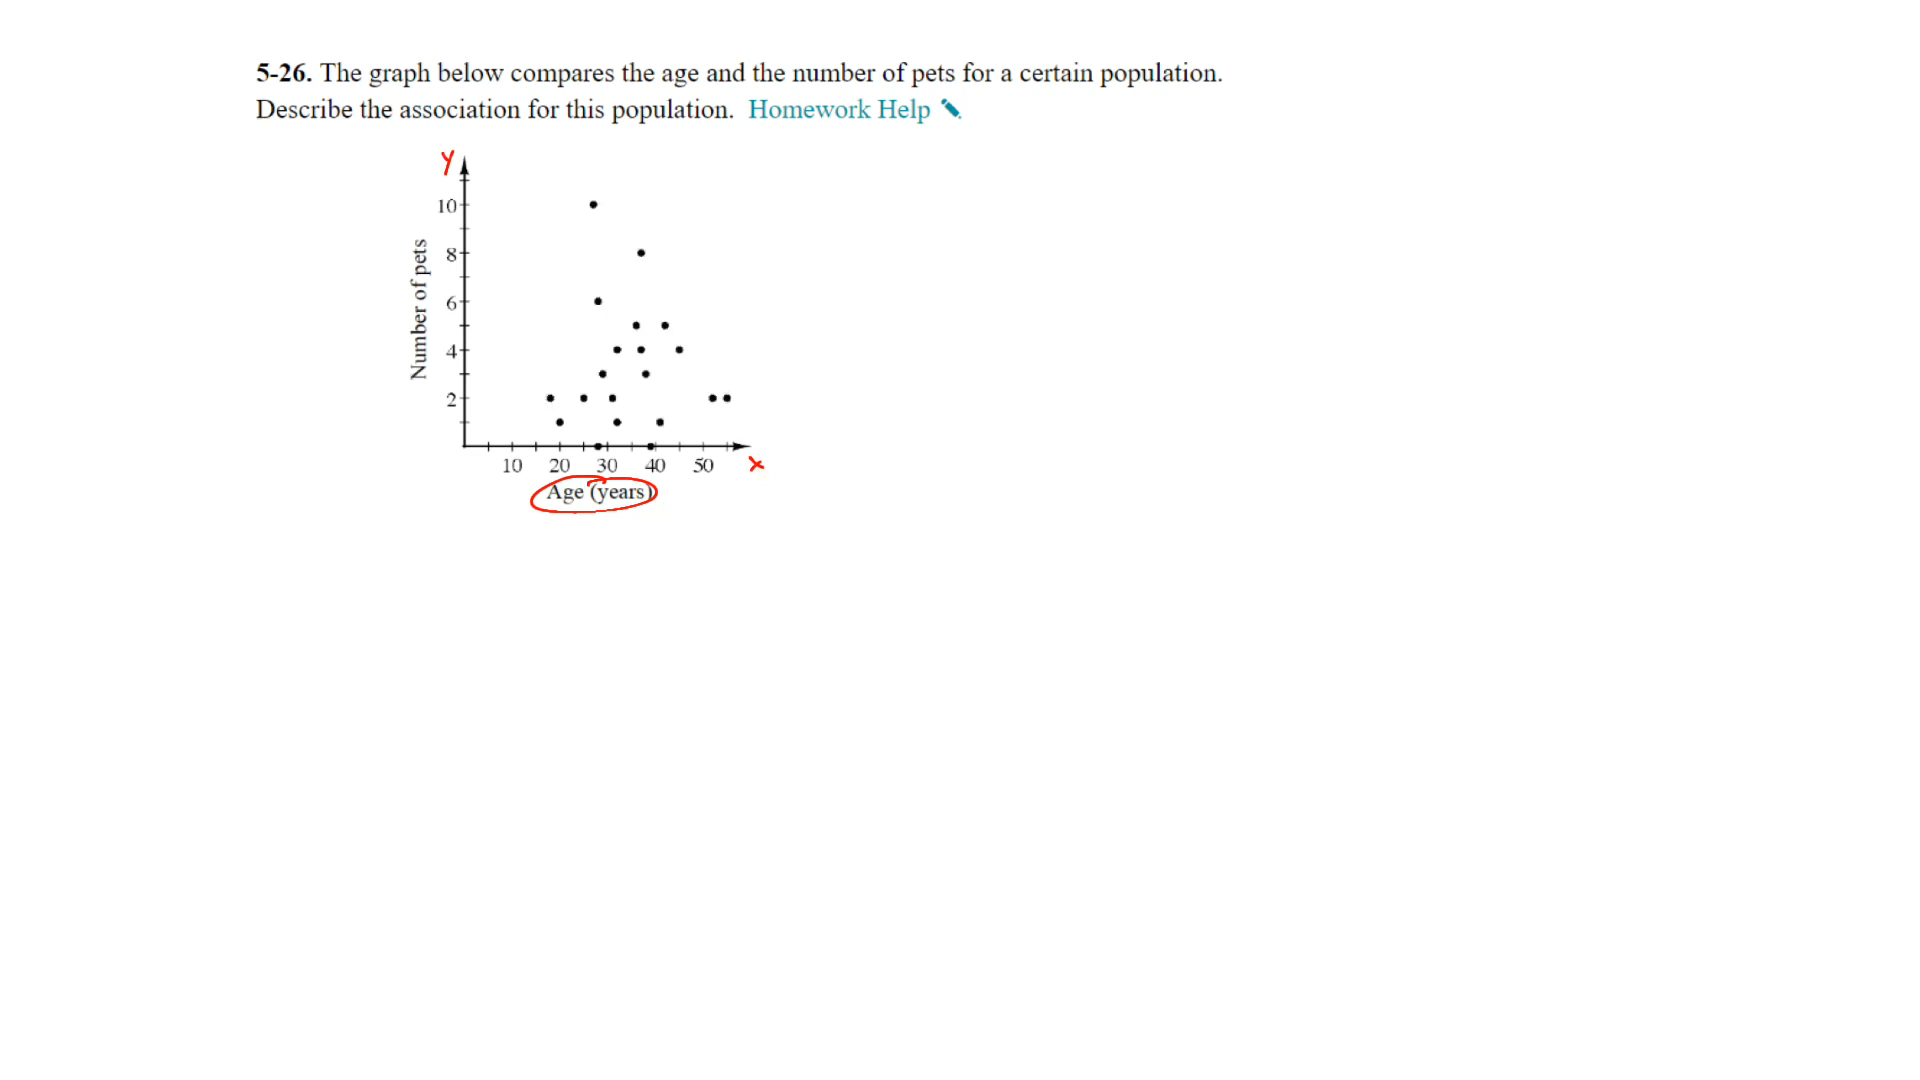 5-26. The graph below compares the age and the number of pets for a certain population.
Describe the association for this population. Homework Help
Y
10
8
6
4
2
Number of pets
10 20 30 40 50 x
Age (years)